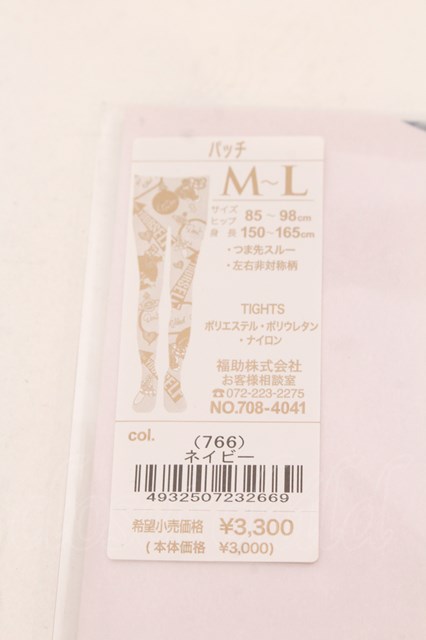 パッチ
M~L
サイズ
ヒップ 85~98cm
身長 150~165cm
・つま先スルー
・左右非対称柄
TIGHTS
ポリエステル・ポリウレタン
・ナイロン
福助株式会社
お客様相談室
☎072-223-2275
NO.708-4041
col.
(766)
ネイビー
4932507232669
希望小売価格 ¥3,300
(本体価格 ¥3,000)